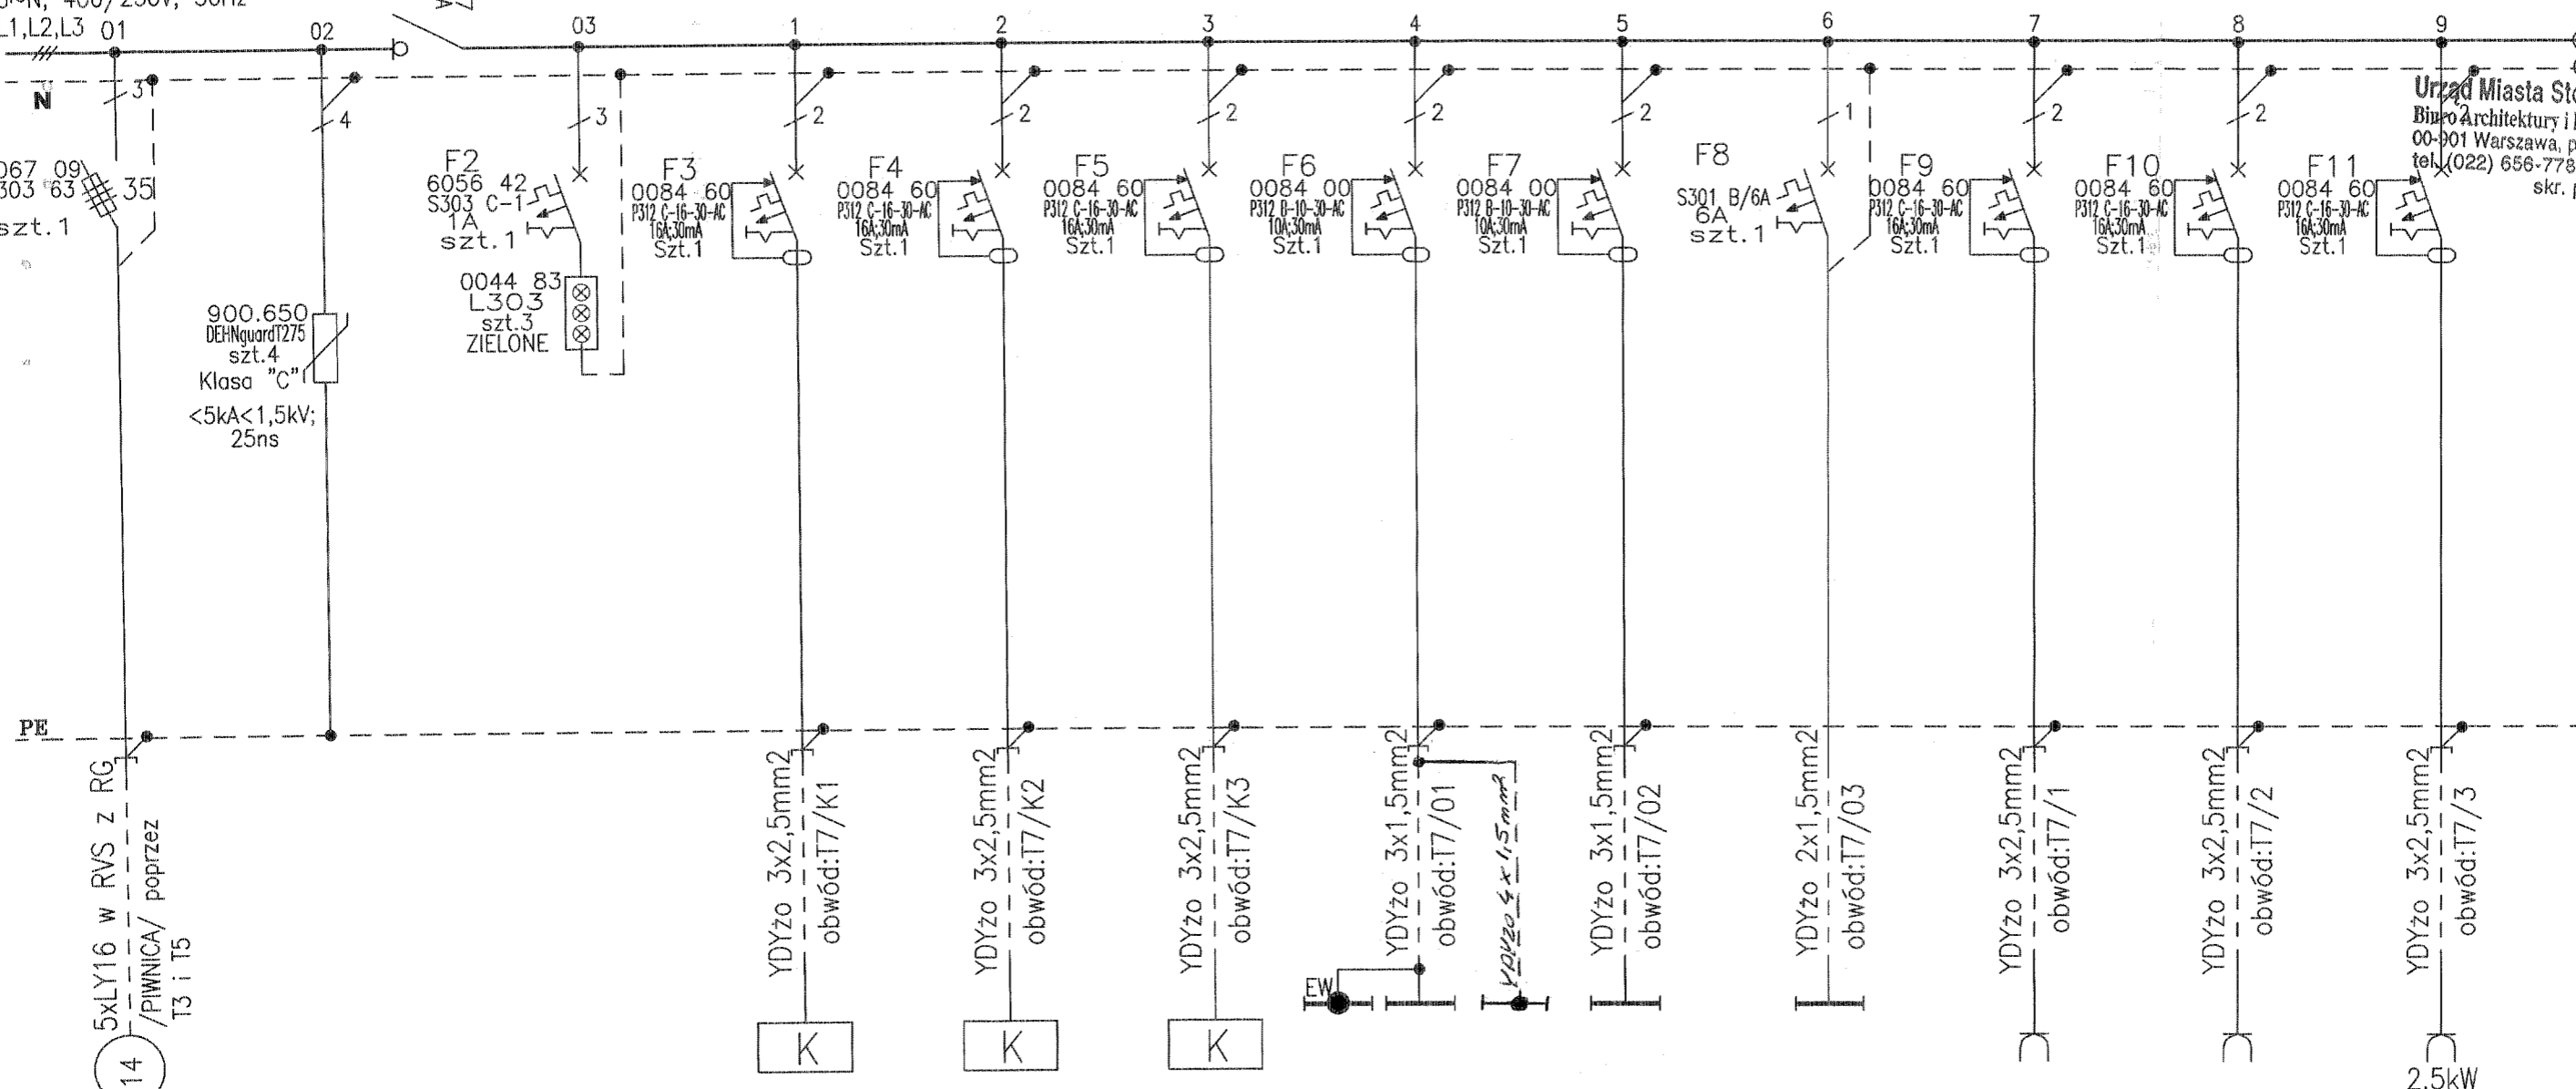 L1,L2,L3
01
02
03
1
2
3
4
5
6
7
8
9
N
3
4
3
2
2
2
2
2
1
2
2
2
Urząd Miasta
Biuro Architektury i
00-901 Warszawa,
tel. (022) 656-778
skr.
067 09
303 63
szt.1
35
900.650
DEHNguardT275
szt.4
Klasa "C"
<5kA<1,5kV;
25ns
F2
6056 42
S303 C-1
1A
szt.1
0044 83
L303
szt.3
ZIELONE
F3
0084 60
P312 C-16-30-AC
16A;30mA
Szt.1
F4
0084 60
P312 C-16-30-AC
16A;30mA
Szt.1
F5
0084 60
P312 C-16-30-AC
16A;30mA
Szt.1
F6
0084 00
P312 B-10-30-AC
10A;30mA
Szt.1
F7
0084 00
P312 B-10-30-AC
10A;30mA
Szt.1
F8
S301 B/6A
6A
szt.1
F9
0084 60
P312 C-16-30-AC
16A;30mA
Szt.1
F10
0084 60
P312 C-16-30-AC
16A;30mA
Szt.1
F11
0084 60
P312 C-16-30-AC
16A;30mA
Szt.1
PE
5xLY16 w RVS z RG
/PIWNICA/ poprzez
T3 i T5
14
YDYżo 3x2,5mm2
obwód:T7/K1
K
YDYżo 3x2,5mm2
obwód:T7/K2
K
YDYżo 3x2,5mm2
obwód:T7/K3
K
YDYżo 3x1,5mm2
obwód:T7/01
EW
YDYżo 4x1,5mm²
YDYżo 3x1,5mm2
obwód:T7/02
YDYżo 2x1,5mm2
obwód:T7/03
YDYżo 3x2,5mm2
obwód:T7/1
YDYżo 3x2,5mm2
obwód:T7/2
YDYżo 3x2,5mm2
obwód:T7/3
2,5kW